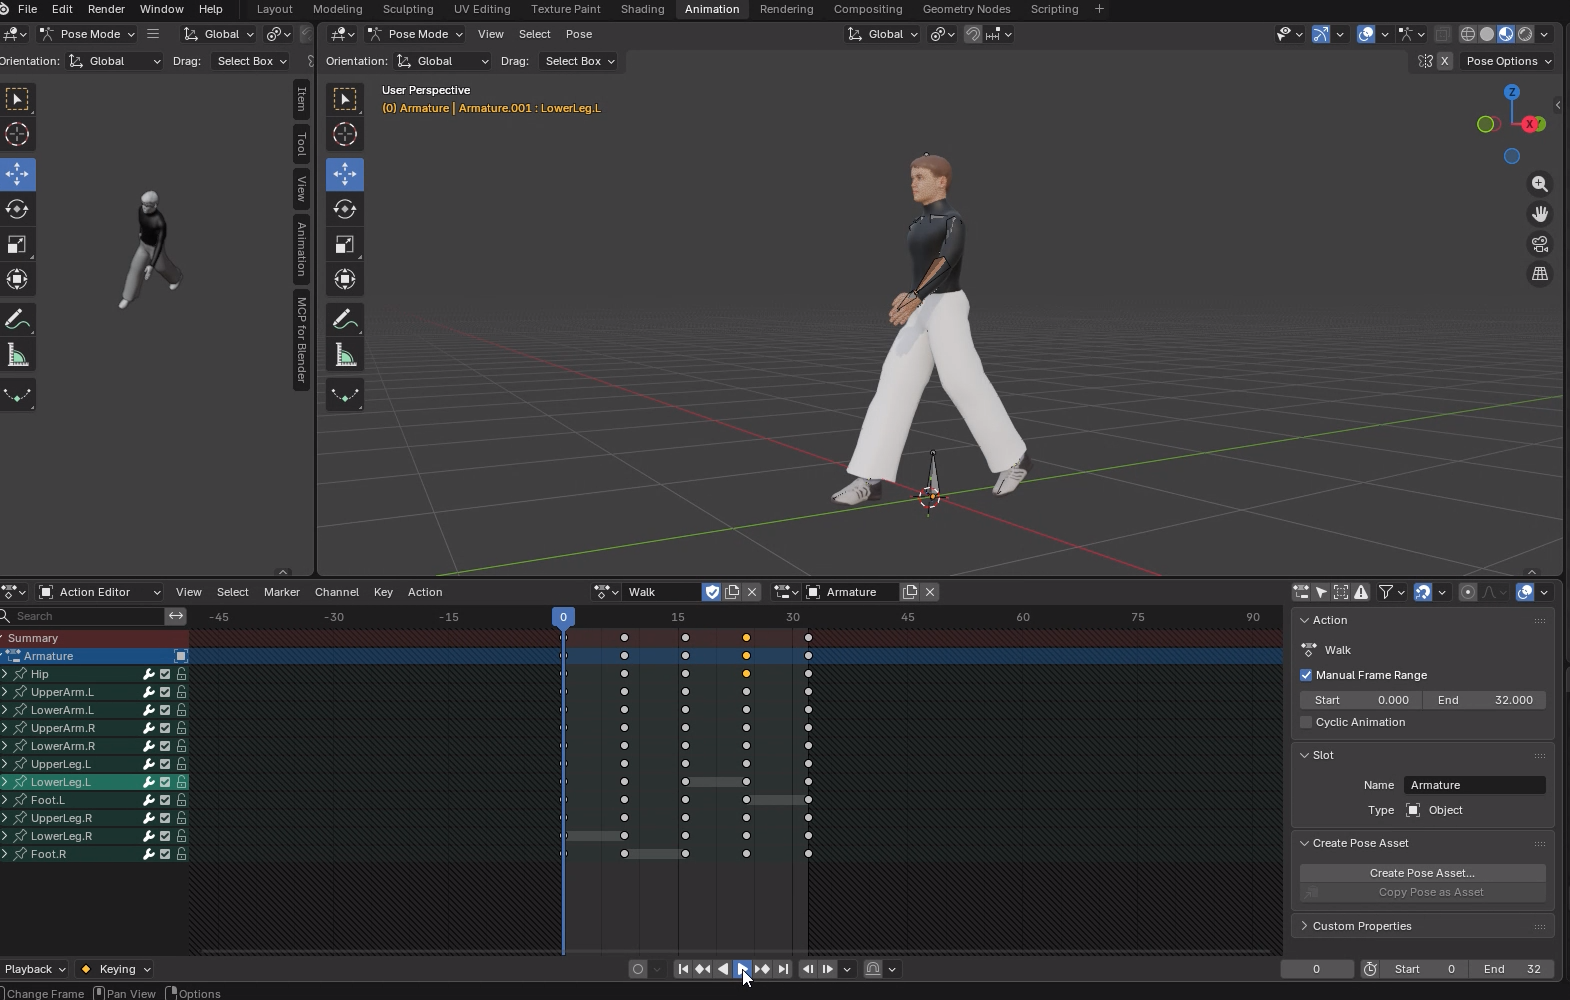 File Edit Render Window Help Layout Modeling Sculpting UV Editing Texture Paint Shading Animation Rendering Compositing Geometry Nodes Scripting +
Pose Mode Global
Pose Mode View Select Pose Global
Orientation: Global Drag: Select Box
Orientation: Global Drag: Select Box X Pose Options
Item
Tool
View
Animation
MCP for Blender
User Perspective
(0) Armature | Armature.001 : LowerLeg.L
Z
X
Y
Action Editor View Select Marker Channel Key Action Walk Armature
Search -45 -30 -15 0 15 30 45 60 75 90
Summary
Armature
Hip
UpperArm.L
LowerArm.L
UpperArm.R
LowerArm.R
UpperLeg.L
LowerLeg.L
Foot.L
UpperLeg.R
LowerLeg.R
Foot.R
Action
Walk
Manual Frame Range
Start 0.000 End 32.000
Cyclic Animation
Slot
Name Armature
Type Object
Create Pose Asset
Create Pose Asset...
Copy Pose as Asset
Custom Properties
Playback Keying 0 Start 0 End 32
Change Frame Pan View Options